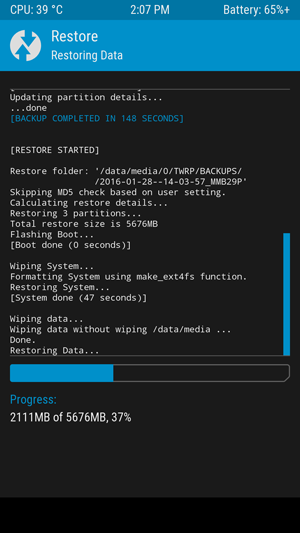 CPU: 39 °C 2:07 PM Battery: 65%+
Restore
Restoring Data
Updating partition details...
...done
[BACKUP COMPLETED IN 148 SECONDS]
[RESTORE STARTED]
Restore folder: '/data/media/0/TWRP/BACKUPS/
/2016-01-28--14-03-57_MMB29P'
Skipping MD5 check based on user setting.
Calculating restore details...
Restoring 3 partitions...
Total restore size is 5676MB
Flashing Boot...
[Boot done (0 seconds)]
Wiping System...
Formatting System using make_ext4fs function.
Restoring System...
[System done (47 seconds)]
Wiping data...
Wiping data without wiping /data/media ...
Done.
Restoring Data...
Progress:
2111MB of 5676MB, 37%